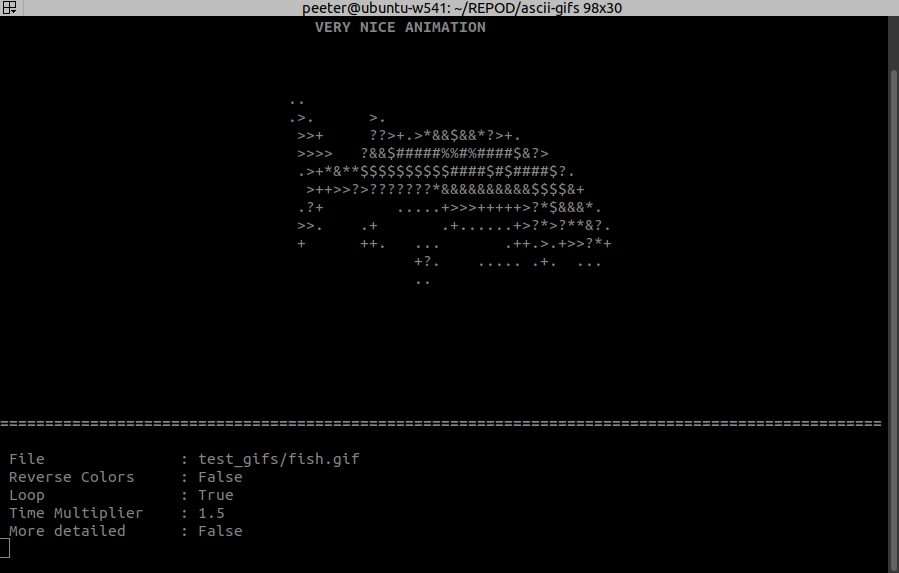 peeter@ubuntu-w541: ~/REPOD/ascii-gifs 98x30
VERY NICE ANIMATION
..
.>.      >.
>>+     ??>+.>*&&$&&*?>+.
>>>>   ?&&$#####%%#%####$&?>
.>+*&**$$$$$$$$$$####$#$####$?.
>++>>?>???????*&&&&&&&&&&$$$$&+
.?+        .....+>>>+++++>?*$&&&*.
>>.    .+       .+......+>?*>?**&?.
+      ++.   ...       .++.>.+>>?*+
+?.    ..... .+.  ...
..
==================================================================================================
File               : test_gifs/fish.gif
Reverse Colors     : False
Loop               : True
Time Multiplier    : 1.5
More detailed      : False